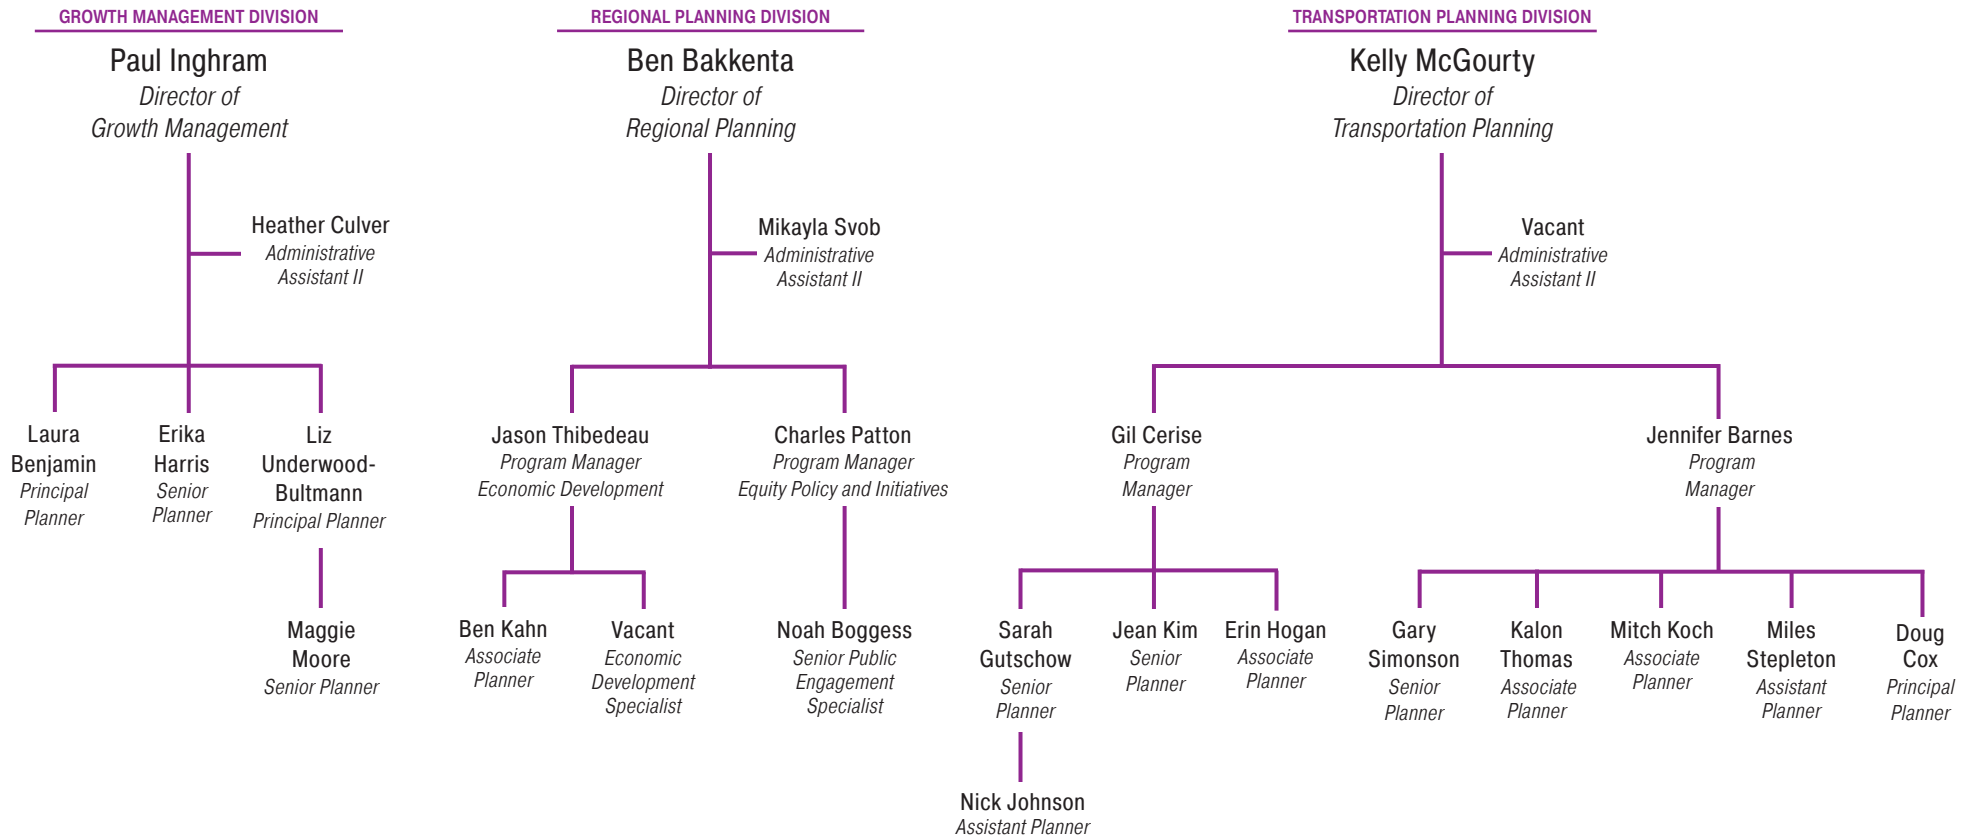 GROWTH MANAGEMENT DIVISION
Paul Inghram
Director of
Growth Management
Heather Culver
Administrative
Assistant II
Laura
Benjamin
Principal
Planner
Erika
Harris
Senior
Planner
Liz
Underwood-
Bultmann
Principal Planner
Maggie
Moore
Senior Planner
REGIONAL PLANNING DIVISION
Ben Bakkenta
Director of
Regional Planning
Mikayla Svob
Administrative
Assistant II
Jason Thibedeau
Program Manager
Economic Development
Charles Patton
Program Manager
Equity Policy and Initiatives
Ben Kahn
Associate
Planner
Vacant
Economic
Development
Specialist
Noah Boggess
Senior Public
Engagement
Specialist
TRANSPORTATION PLANNING DIVISION
Kelly McGourty
Director of
Transportation Planning
Vacant
Administrative
Assistant II
Gil Cerise
Program
Manager
Jennifer Barnes
Program
Manager
Sarah
Gutschow
Senior
Planner
Jean Kim
Senior
Planner
Erin Hogan
Associate
Planner
Nick Johnson
Assistant Planner
Gary
Simonson
Senior
Planner
Kalon
Thomas
Associate
Planner
Mitch Koch
Associate
Planner
Miles
Stepleton
Assistant
Planner
Doug
Cox
Principal
Planner